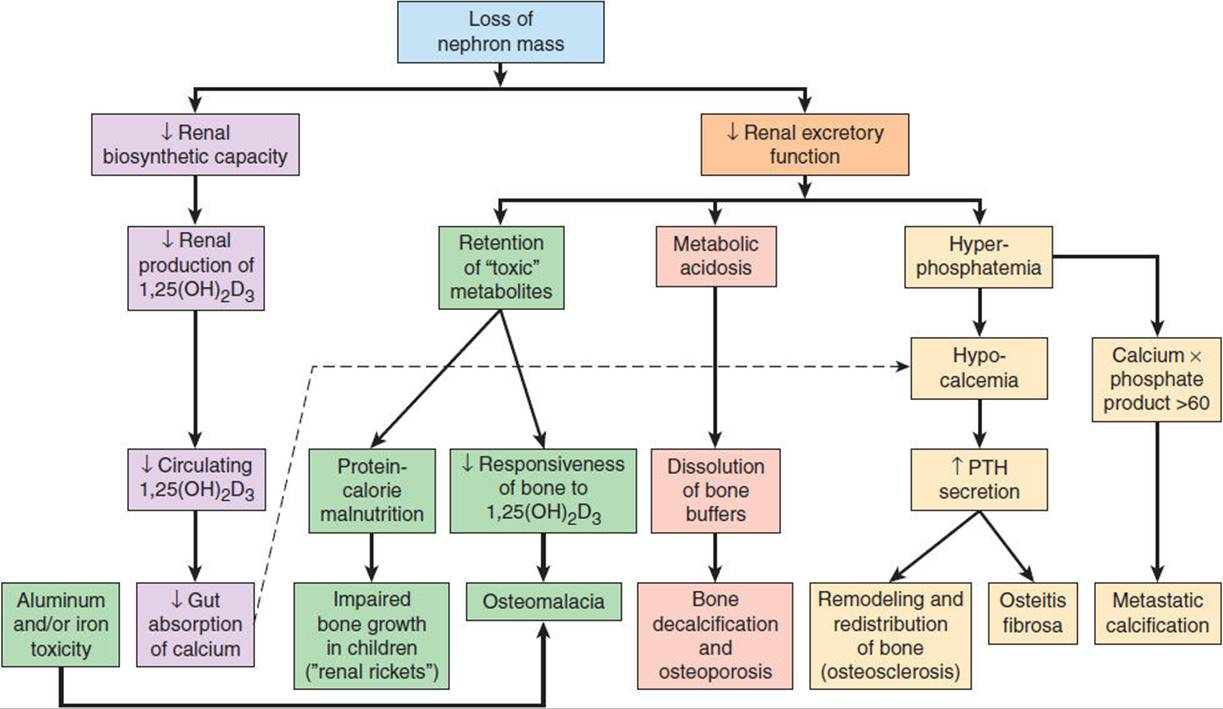 Loss of
nephron mass
↓ Renal
biosynthetic capacity
↓ Renal excretory
function
↓ Renal
production of
1,25(OH)₂D₃
Retention
of “toxic”
metabolites
Metabolic
acidosis
Hyper-
phosphatemia
Hypo-
calcemia
Calcium ×
phosphate
product >60
↓ Circulating
1,25(OH)₂D₃
Protein-
calorie
malnutrition
↓ Responsiveness
of bone to
1,25(OH)₂D₃
Dissolution
of bone
buffers
↑ PTH
secretion
Aluminum
and/or iron
toxicity
↓ Gut
absorption
of calcium
Impaired
bone growth
in children
(”renal rickets”)
Osteomalacia
Bone
decalcification
and
osteoporosis
Remodeling and
redistribution
of bone
(osteosclerosis)
Osteitis
fibrosa
Metastatic
calcification